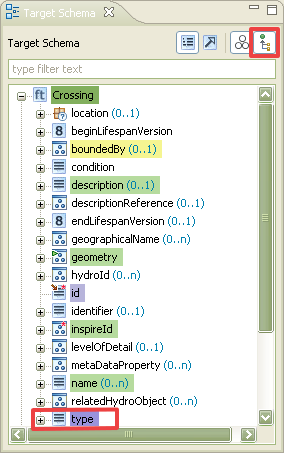 Target Schema
Target Schema
type filter text
ft Crossing
location (0..1)
8 beginLifespanVersion
boundedBy (0..1)
condition
description (0..1)
descriptionReference (0..n)
8 endLifespanVersion (0..1)
geographicalName (0..n)
geometry
hydroId (0..n)
id
identifier (0..1)
inspireId
levelOfDetail (0..n)
metaDataProperty (0..n)
name (0..n)
relatedHydroObject (0..n)
type